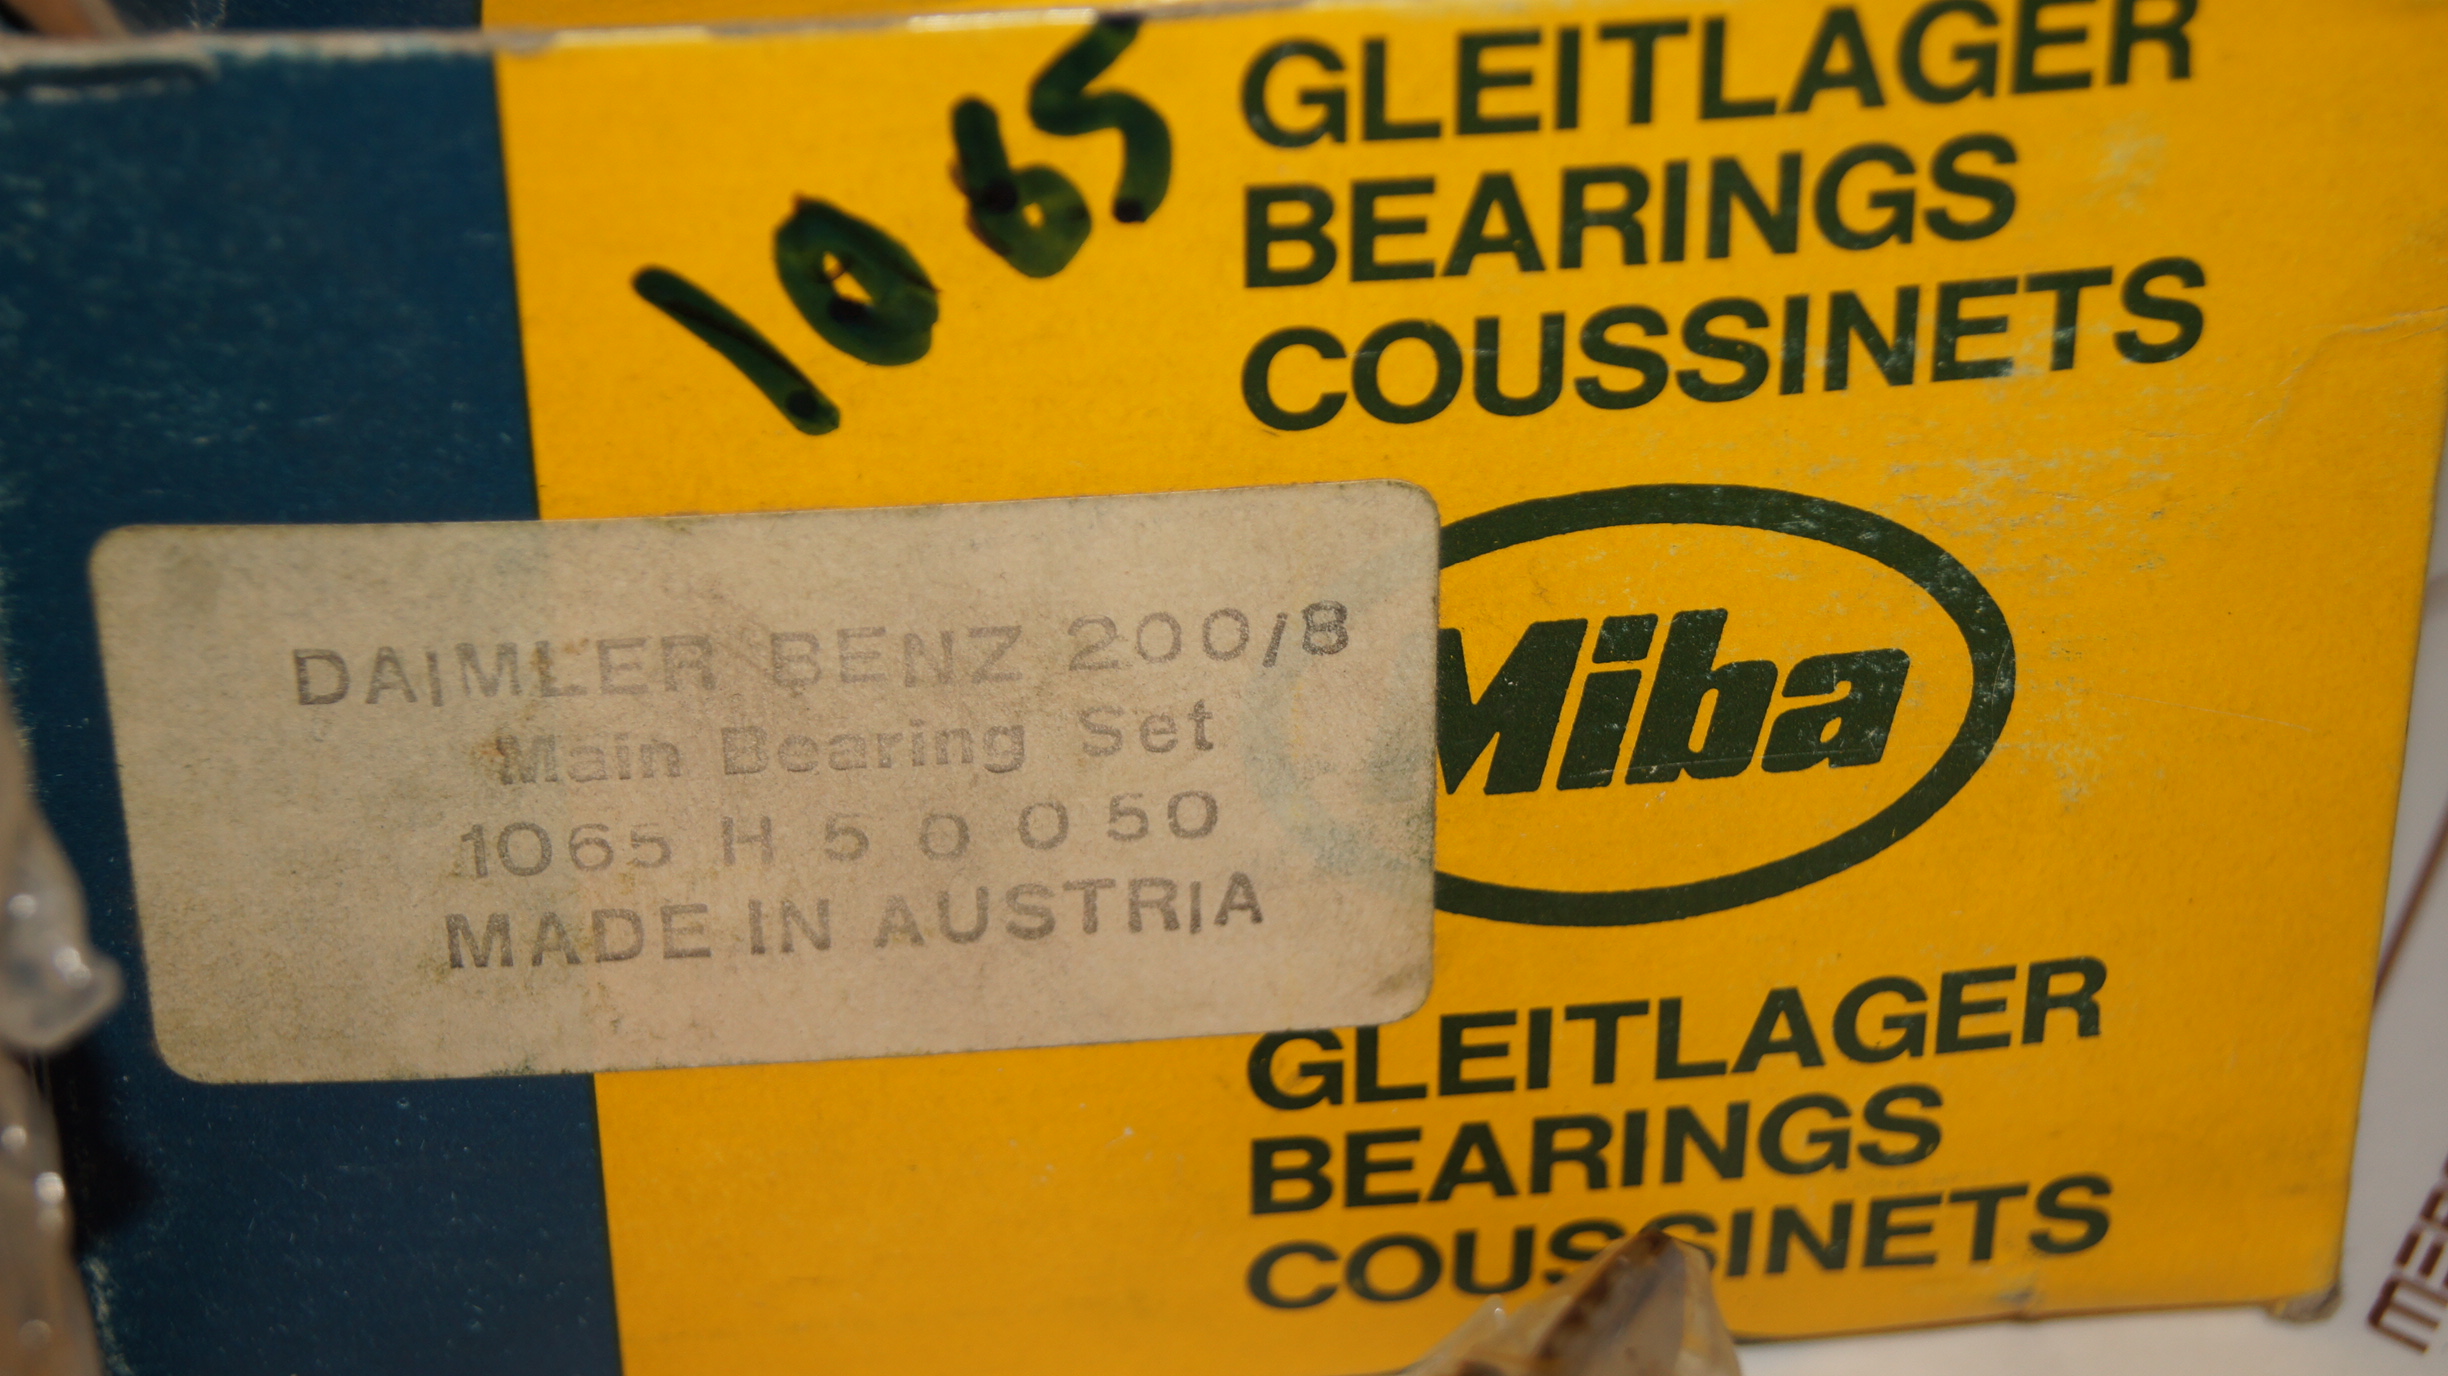 1065
GLEITLAGER
BEARINGS
COUSSINETS
DAIMLER BENZ 200/8
Main Bearing Set
1065 H 5 0 0 50
MADE IN AUSTRIA
Miba
GLEITLAGER
BEARINGS
COUSSINETS